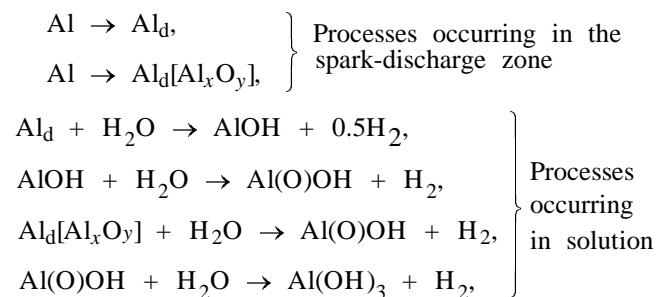 Al → Al_d,
Al → Al_d[Al_xO_y],
Processes occurring in the
spark-discharge zone
Al_d + H_2O → AlOH + 0.5H_2,
AlOH + H_2O → Al(O)OH + H_2,
Al_d[Al_xO_y] + H_2O → Al(O)OH + H_2,
Al(O)OH + H_2O → Al(OH)_3 + H_2,
Processes
occurring
in solution